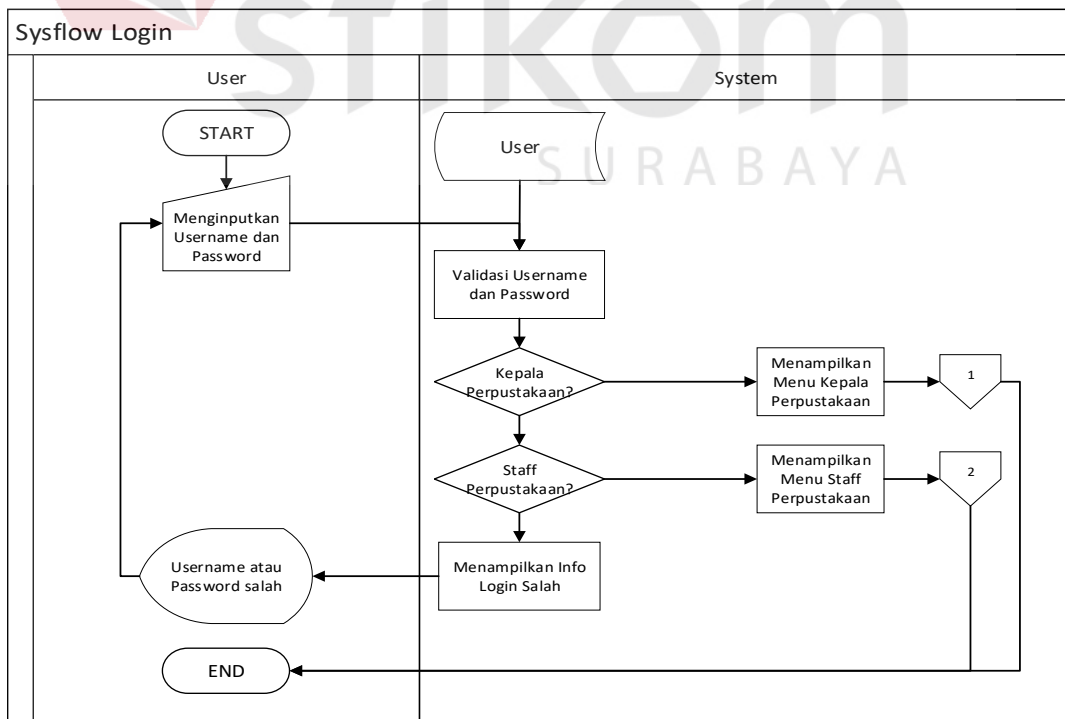 stikom
SURABAYA
Sysflow Login
User
System
START
User
Menginputkan
Username dan
Password
Validasi Username
dan Password
Kepala
Perpustakaan?
Menampilkan
Menu Kepala
Perpustakaan
1
Staff
Perpustakaan?
Menampilkan
Menu Staff
Perpustakaan
2
Username atau
Password salah
Menampilkan Info
Login Salah
END